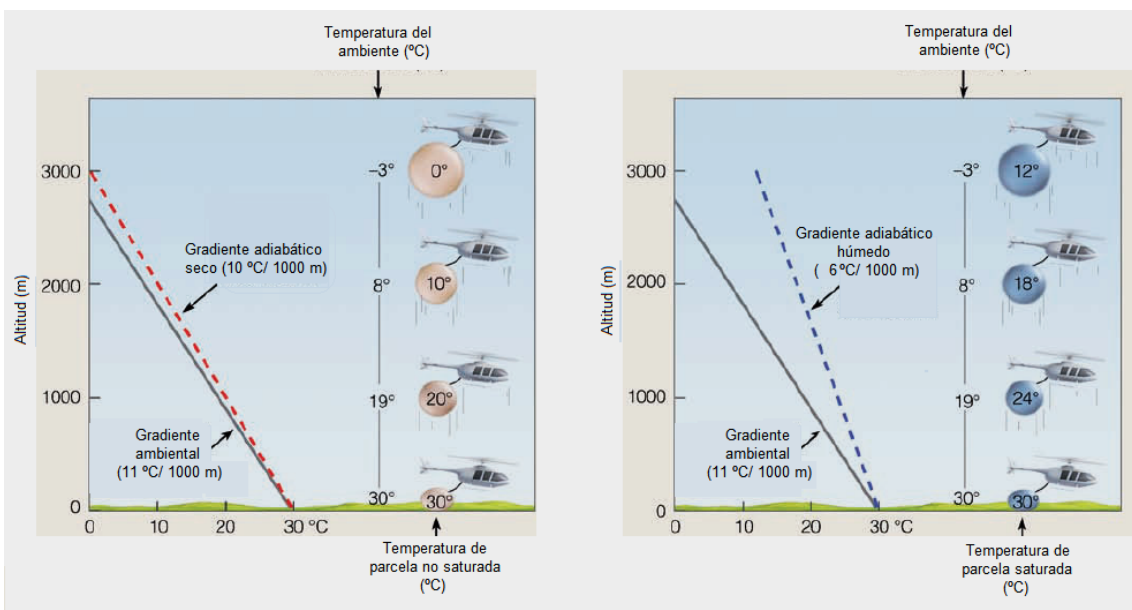 Temperatura del
ambiente (ºC)
3000
2000
1000
0
Altitud (m)
Gradiente adiabático
seco (10 ºC/ 1000 m)
Gradiente
ambiental
(11 ºC/ 1000 m)
–3°
8°
19°
30°
0°
10°
20°
30°
0
10
20
30 °C
Temperatura de
parcela no saturada
(ºC)
Temperatura del
ambiente (ºC)
3000
2000
1000
0
Altitud (m)
Gradiente adiabático
húmedo
( 6 ºC/ 1000 m)
Gradiente
ambiental
(11 ºC/ 1000 m)
–3°
8°
19°
30°
12°
18°
24°
30°
0
10
20
30 °C
Temperatura de
parcela saturada
(ºC)